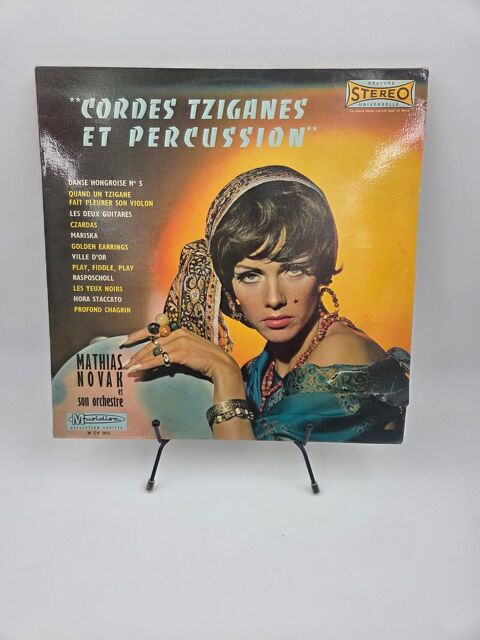 GRAVURE
STEREO
UNIVERSELLE
"CORDES TZIGANES
ET PERCUSSION"
DANSE HONGROISE N° 5
QUAND UN TZIGANE
FAIT PLEURER SON VIOLON
LES DEUX GUITARES
CZARDAS
MARISKA
GOLDEN EARRINGS
VILLE D'OR
PLAY, FIDDLE, PLAY
RASPOSCHOLL
LES YEUX NOIRS
HORA STACCATO
PROFOND CHAGRIN
MATHIAS
NOVAK
et
son orchestre
Musidisc
COLLECTION VARIETE